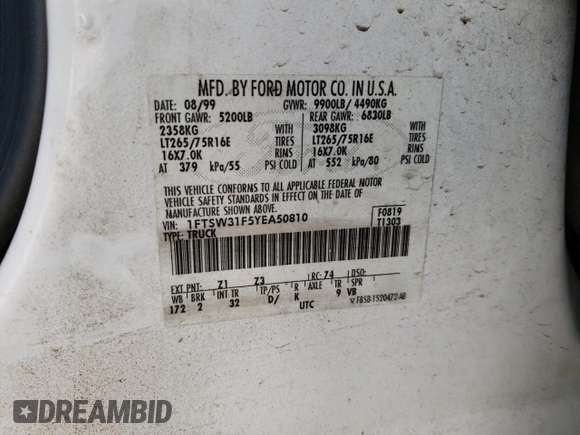 MFD. BY FORD MOTOR CO. IN U.S.A.
DATE: 08/99 GVWR: 9900LB/ 4490KG
FRONT GAWR: 5200LB REAR GAWR: 6830LB
2358KG WITH 3098KG WITH
LT265/75R16E TIRES LT265/75R16E TIRES
16X7.0K RIMS 16X7.0K RIMS
AT 379 kPa/55 PSI COLD AT 552 kPa/80 PSI COLD
THIS VEHICLE CONFORMS TO ALL APPLICABLE FEDERAL MOTOR
VEHICLE SAFETY STANDARDS IN EFFECT ON THE DATE OF
MANUFACTURE SHOWN ABOVE.
VIN: 1FTSW31F5YEA50810 F0819
TYPE: TRUCK T1303
EXT PNT: Z1 Z3 RC: 74 DSO:
WB BRK INT TR TP/PS R AXLE TR SPR
172 2 32 D/ K 9 VB
UTC F85B-1520472-AB
DREAMBID